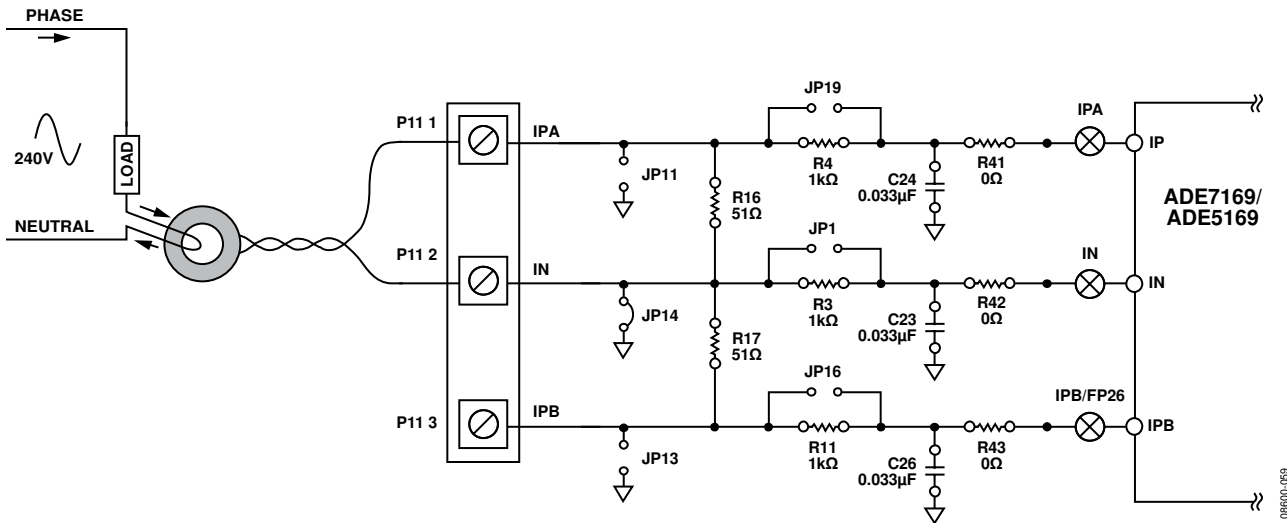 PHASE
240V
LOAD
NEUTRAL
P11 1
IPA
JP11
R16
51Ω
JP19
R4
1kΩ
C24
0.033µF
R41
0Ω
IPA
IP
ADE7169/
ADE5169
P11 2
IN
JP14
R17
51Ω
JP1
R3
1kΩ
C23
0.033µF
R42
0Ω
IN
IN
P11 3
IPB
JP13
JP16
R11
1kΩ
C26
0.033µF
R43
0Ω
IPB/FP26
IPB
08600-059